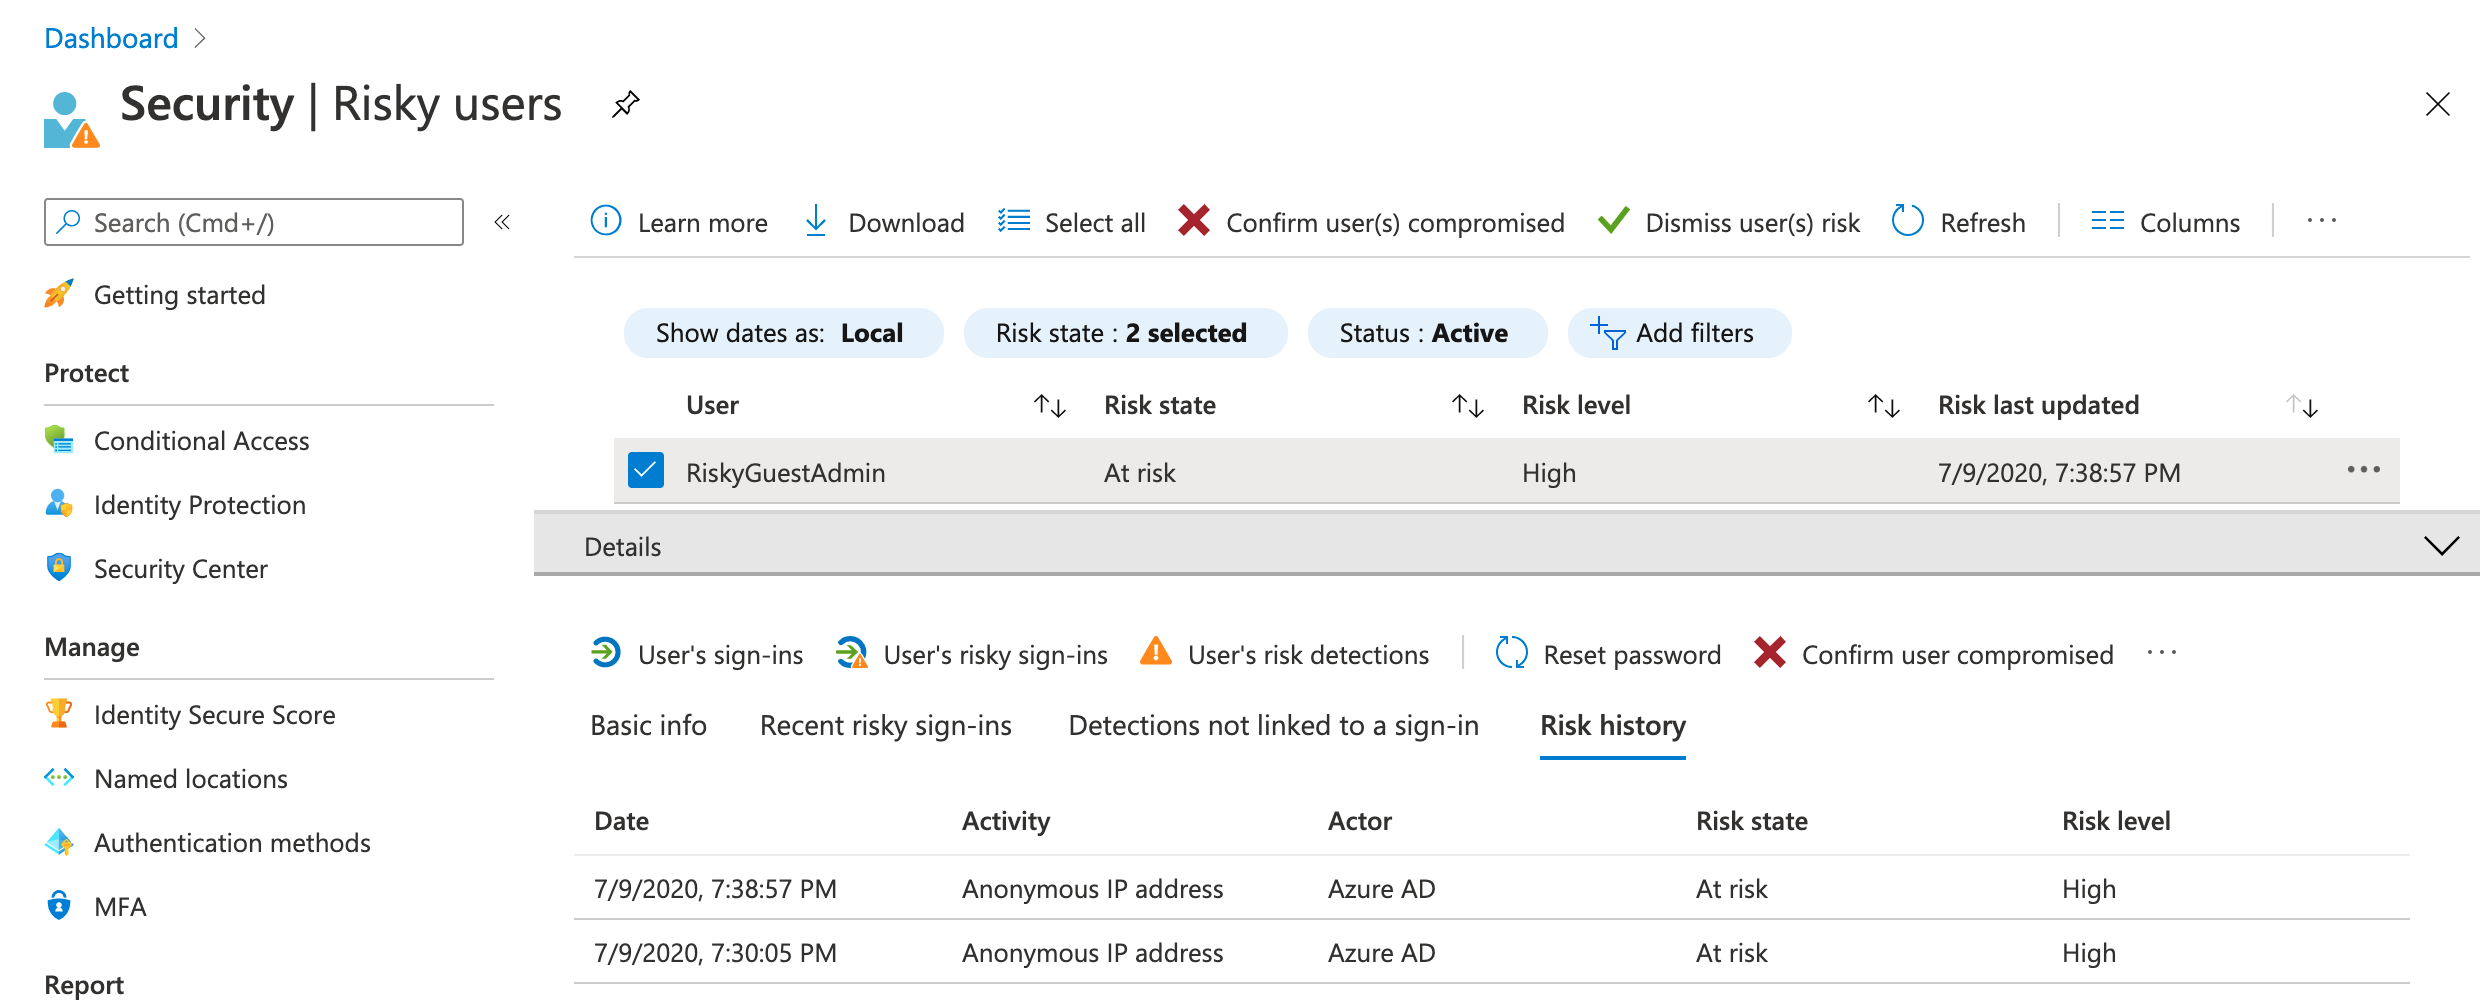 Dashboard
Security | Risky users
Search (Cmd+/)
Learn more
Download
Select all
Confirm user(s) compromised
Dismiss user(s) risk
Refresh
Columns
Getting started
Protect
Conditional Access
Identity Protection
Security Center
Manage
Identity Secure Score
Named locations
Authentication methods
MFA
Report
Show dates as: Local
Risk state : 2 selected
Status : Active
Add filters
User Risk state Risk level Risk last updated
RiskyGuestAdmin At risk High 7/9/2020, 7:38:57 PM
Details
User's sign-ins
User's risky sign-ins
User's risk detections
Reset password
Confirm user compromised
Basic info
Recent risky sign-ins
Detections not linked to a sign-in
Risk history
Date Activity Actor Risk state Risk level
7/9/2020, 7:38:57 PM Anonymous IP address Azure AD At risk High
7/9/2020, 7:30:05 PM Anonymous IP address Azure AD At risk High